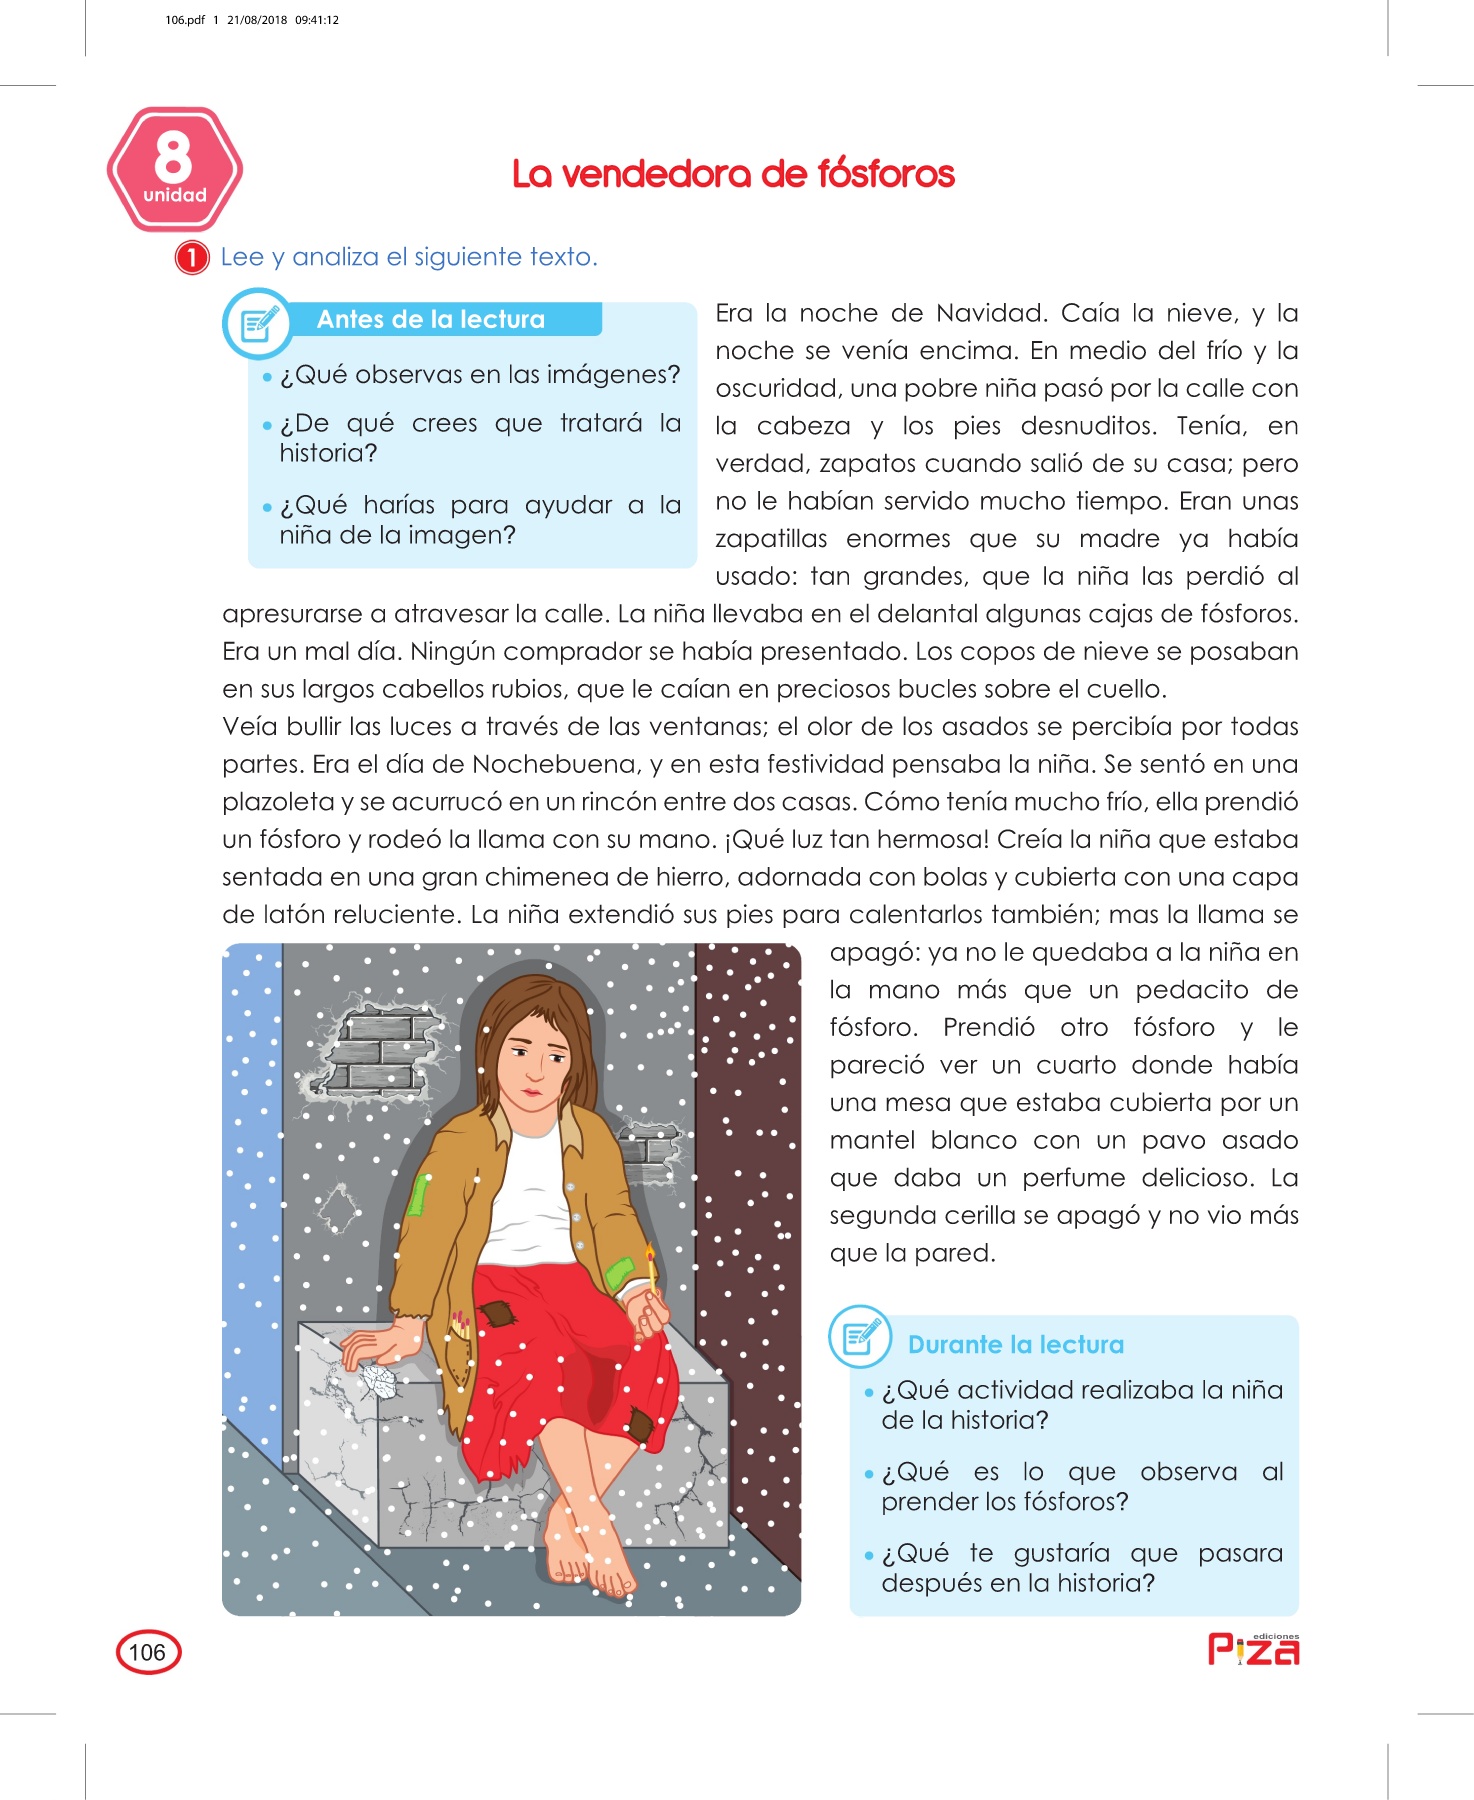 106.pdf 1 21/08/2018 09:41:12
8
unidad
La vendedora de fósforos
1 Lee y analiza el siguiente texto.
Antes de la lectura
• ¿Qué observas en las imágenes?
• ¿De qué crees que tratará la
historia?
• ¿Qué harías para ayudar a la
niña de la imagen?
Era la noche de Navidad. Caía la nieve, y la
noche se venía encima. En medio del frío y la
oscuridad, una pobre niña pasó por la calle con
la cabeza y los pies desnuditos. Tenía, en
verdad, zapatos cuando salió de su casa; pero
no le habían servido mucho tiempo. Eran unas
zapatillas enormes que su madre ya había
usado: tan grandes, que la niña las perdió al
apresurarse a atravesar la calle. La niña llevaba en el delantal algunas cajas de fósforos.
Era un mal día. Ningún comprador se había presentado. Los copos de nieve se posaban
en sus largos cabellos rubios, que le caían en preciosos bucles sobre el cuello.
Veía bullir las luces a través de las ventanas; el olor de los asados se percibía por todas
partes. Era el día de Nochebuena, y en esta festividad pensaba la niña. Se sentó en una
plazoleta y se acurrucó en un rincón entre dos casas. Cómo tenía mucho frío, ella prendió
un fósforo y rodeó la llama con su mano. ¡Qué luz tan hermosa! Creía la niña que estaba
sentada en una gran chimenea de hierro, adornada con bolas y cubierta con una capa
de latón reluciente. La niña extendió sus pies para calentarlos también; mas la llama se
apagó: ya no le quedaba a la niña en
la mano más que un pedacito de
fósforo. Prendió otro fósforo y le
pareció ver un cuarto donde había
una mesa que estaba cubierta por un
mantel blanco con un pavo asado
que daba un perfume delicioso. La
segunda cerilla se apagó y no vio más
que la pared.
Durante la lectura
• ¿Qué actividad realizaba la niña
de la historia?
• ¿Qué es lo que observa al
prender los fósforos?
• ¿Qué te gustaría que pasara
después en la historia?
106
ediciones
Piza